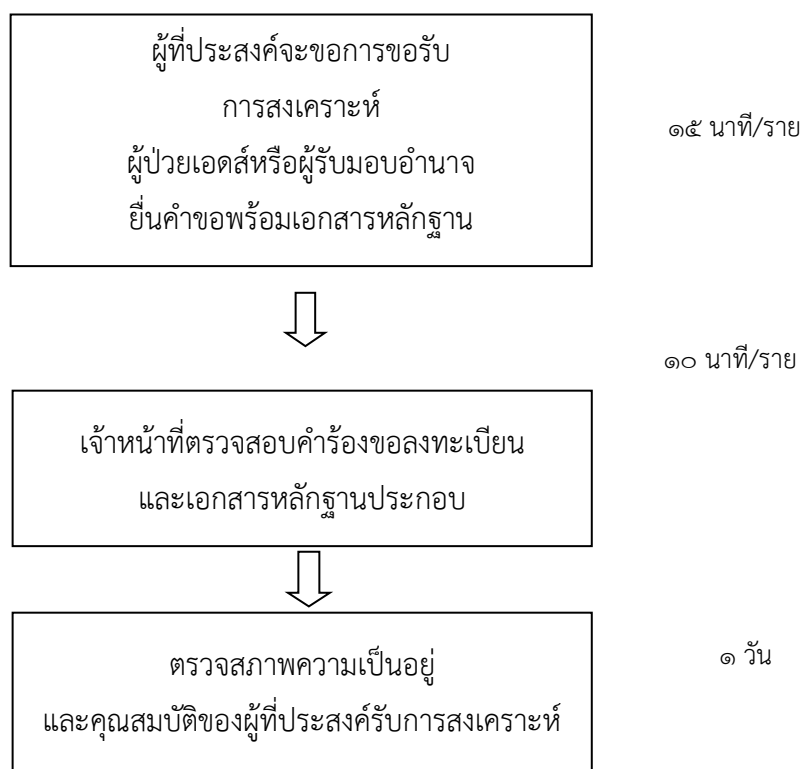 ผู้ที่ประสงค์จะขอการขอรับ
การสงเคราะห์
ผู้ป่วยเอดส์หรือผู้รับมอบอำนาจ
ยื่นคำขอพร้อมเอกสารหลักฐาน
๑๕ นาที/ราย
๑๐ นาที/ราย
เจ้าหน้าที่ตรวจสอบคำร้องขอลงทะเบียน
และเอกสารหลักฐานประกอบ
ตรวจสภาพความเป็นอยู่
และคุณสมบัติของผู้ที่ประสงค์รับการสงเคราะห์
๑ วัน